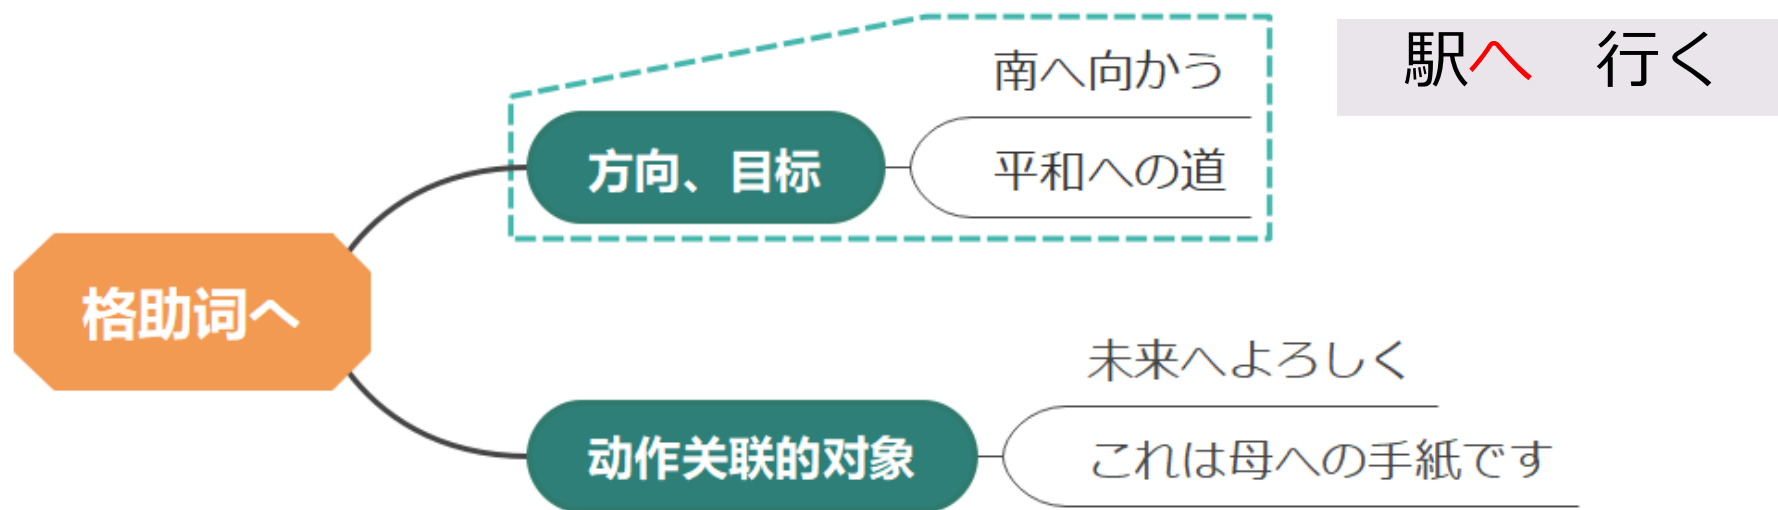 駅へ　行く
格助词へ
方向、目标
南へ向かう
平和への道
动作关联的对象
未来へよろしく
これは母への手紙です